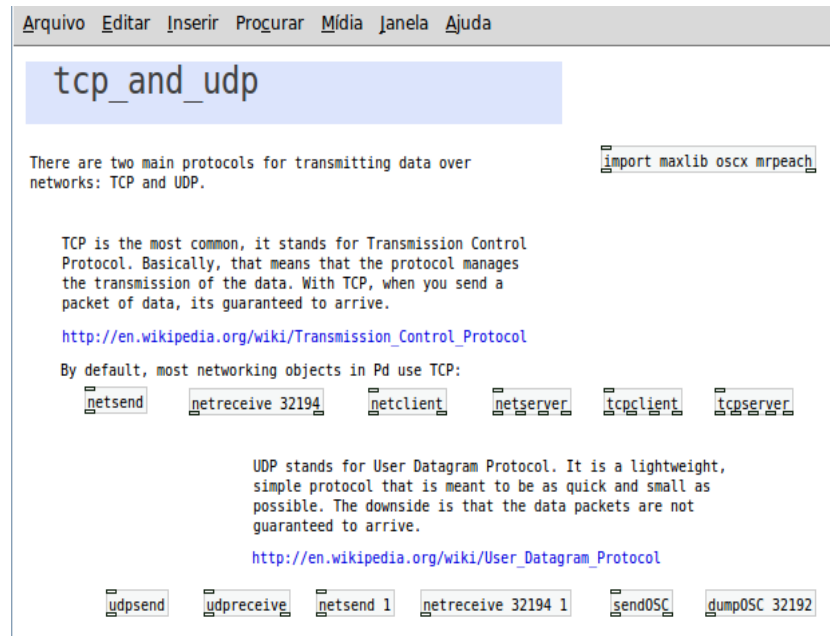 Arquivo Editar Inserir Procurar Mídia Janela Ajuda
tcp_and_udp
There are two main protocols for transmitting data over
networks: TCP and UDP.
import maxlib oscx mrpeach
TCP is the most common, it stands for Transmission Control
Protocol. Basically, that means that the protocol manages
the transmission of the data. With TCP, when you send a
packet of data, its guaranteed to arrive.
http://en.wikipedia.org/wiki/Transmission_Control_Protocol
By default, most networking objects in Pd use TCP:
netsend netreceive 32194 netclient netserver tcpclient tcpserver
UDP stands for User Datagram Protocol. It is a lightweight,
simple protocol that is meant to be as quick and small as
possible. The downside is that the data packets are not
guaranteed to arrive.
http://en.wikipedia.org/wiki/User_Datagram_Protocol
udpsend udpreceive netsend 1 netreceive 32194 1 sendOSC dumpOSC 32192